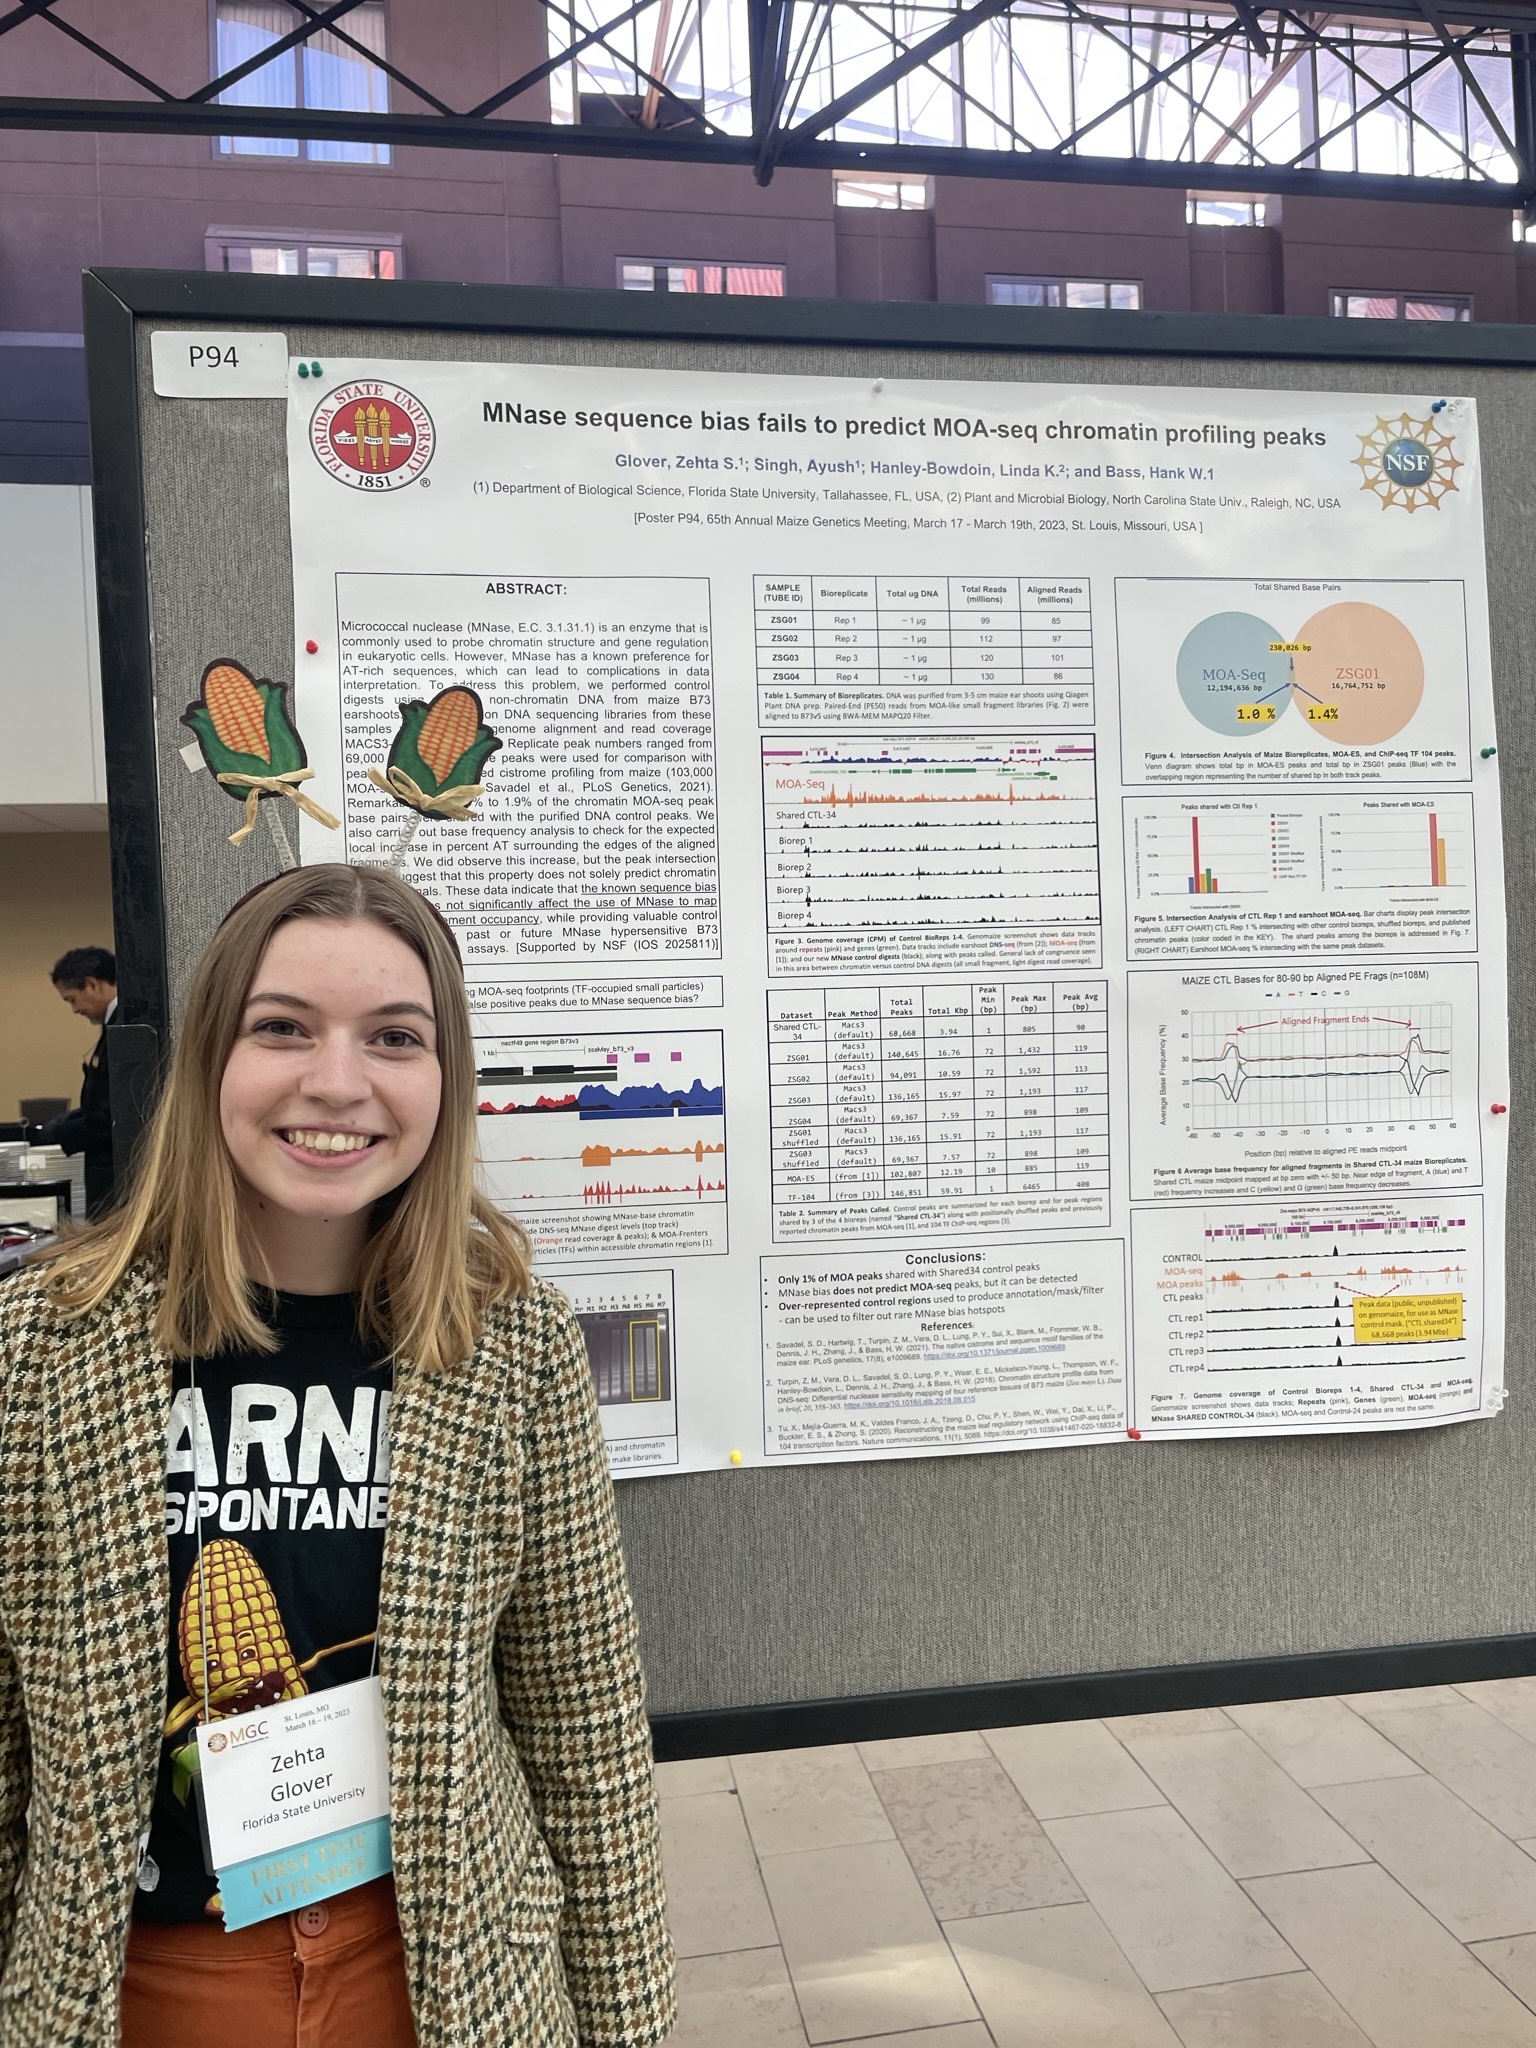 P94
FLORIDA STATE UNIVERSITY
VIRES ARTES MORES
1851
®
MNase sequence bias fails to predict MOA-seq chromatin profiling peaks
NSF
Glover, Zehta S.¹; Singh, Ayush¹; Hanley-Bowdoin, Linda K.²; and Bass, Hank W.1
(1) Department of Biological Science, Florida State University, Tallahassee, FL, USA, (2) Plant and Microbial Biology, North Carolina State Univ., Raleigh, NC, USA
[Poster P94, 65th Annual Maize Genetics Meeting, March 17 - March 19th, 2023, St. Louis, Missouri, USA ]
ABSTRACT:
Micrococcal nuclease (MNase, E.C. 3.1.31.1) is an enzyme that is
commonly used to probe chromatin structure and gene regulation
in eukaryotic cells. However, MNase has a known preference for
AT-rich sequences, which can lead to complications in data
interpretation. To address this problem, we performed control
digests using non-chromatin DNA from maize B73
earshoots. on DNA sequencing libraries from these
samples genome alignment and read coverage
MACS3- Replicate peak numbers ranged from
69,000 peaks were used for comparison with
cistrome profiling from maize (103,000
MOA- Savadel et al., PLoS Genetics, 2021).
% to 1.9% of the chromatin MOA-seq peak
base pairs were shared with the purified DNA control peaks. We
also carried out base frequency analysis to check for the expected
local increase in percent AT surrounding the edges of the aligned
fragments. We did observe this increase, but the peak intersection
suggest that this property does not solely predict chromatin
These data indicate that the known sequence bias
not significantly affect the use of MNase to map
occupancy, while providing valuable control
past or future MNase hypersensitive B73
assays. [Supported by NSF (IOS 2025811)]
MOA-seq footprints (TF-occupied small particles)
false positive peaks due to MNase sequence bias?
nactf49 gene region B73v3
1 kb
zeaMay_b73_v3
maize screenshot showing MNase-base chromatin
DNS-seq MNase digest levels (top track)
(Orange read coverage & peaks); & MOA-Frenters
(TFs) within accessible chromatin regions [1].
1 2 3 4 5 6 7 8
M1 M2 M3 M4 M5 M6 M7
and chromatin
make libraries.
SAMPLE (TUBE ID) Bioreplicate Total ug DNA Total Reads (millions) Aligned Reads (millions)
ZSG01 Rep 1 ~ 1 µg 99 85
ZSG02 Rep 2 ~ 1 µg 112 97
ZSG03 Rep 3 ~ 1 µg 120 101
ZSG04 Rep 4 ~ 1 µg 130 86
Table 1. Summary of Bioreplicates. DNA was purified from 3-5 cm maize ear shoots using Qiagen
Plant DNA prep. Paired-End (PE50) reads from MOA-like small fragment libraries (Fig. 2) were
aligned to B73v5 using BWA-MEM MAPQ20 Filter.
MOA-Seq
Shared CTL-34
Biorep 1
Biorep 2
Biorep 3
Biorep 4
Figure 3. Genome coverage (CPM) of Control BioReps 1-4. Genomaize screenshot shows data tracks
around repeats (pink) and genes (green). Data tracks include earshoot DNS-seq (from [2]); MOA-seq (from
[1]); and our new MNase control digests (black); along with peaks called. General lack of congruence seen
in this area between chromatin versus control DNA digests (all small fragment, light digest read coverage).
Dataset Peak Method Total Peaks Total Kbp Peak Min (bp) Peak Max (bp) Peak Avg (bp)
Shared CTL-34 Macs3 (default) 68,668 3.94 1 805 90
ZSG01 Macs3 (default) 140,645 16.76 72 1,432 119
ZSG02 Macs3 (default) 94,091 10.59 72 1,592 113
ZSG03 Macs3 (default) 136,165 15.97 72 1,193 117
ZSG04 Macs3 (default) 69,367 7.59 72 898 109
ZSG01 shuffled Macs3 (default) 136,165 15.91 72 1,193 117
ZSG03 shuffled Macs3 (default) 69,367 7.57 72 898 109
MOA-ES (from [1]) 102,807 12.19 10 885 119
TF-104 (from [3]) 146,851 59.91 1 6465 408
Table 2. Summary of Peaks Called. Control peaks are summarized for each biorep and for peak regions
shared by 3 of the 4 bioreps (named "Shared CTL-34") along with positionally shuffled peaks and previously
reported chromatin peaks from MOA-seq [1], and 104 TF ChIP-seq regions [3].
Conclusions:
• Only 1% of MOA peaks shared with Shared34 control peaks
• MNase bias does not predict MOA-seq peaks, but it can be detected
• Over-represented control regions used to produce annotation/mask/filter
- can be used to filter out rare MNase bias hotspots
References:
1. Savadel, S. D., Hartwig, T., Turpin, Z. M., Vera, D. L., Lung, P. Y., Sui, X., Blank, M., Frommer, W. B.,
Dennis, J. H., Zhang, J., & Bass, H. W. (2021). The native cistrome and sequence motif families of the
maize ear. PLoS genetics, 17(8), e1009689. https://doi.org/10.1371/journal.pgen.1009689
2. Turpin, Z. M., Vera, D. L., Savadel, S. D., Lung, P. Y., Wear, E. E., Mickelson-Young, L., Thompson, W. F.,
Hanley-Bowdoin, L., Dennis, J. H., Zhang, J., & Bass, H. W. (2018). Chromatin structure profile data from
DNS-seq: Differential nuclease sensitivity mapping of four reference tissues of B73 maize (Zea mays L). Data
in brief, 20, 358–363. https://doi.org/10.1016/j.dib.2018.08.015
3. Tu, X., Mejía-Guerra, M. K., Valdes Franco, J. A., Tzeng, D., Chu, P. Y., Shen, W., Wei, Y., Dai, X., Li, P.,
Buckler, E. S., & Zhong, S. (2020). Reconstructing the maize leaf regulatory network using ChIP-seq data of
104 transcription factors. Nature communications, 11(1), 5089. https://doi.org/10.1038/s41467-020-18832-8
Total Shared Base Pairs
230,026 bp
MOA-Seq
12,194,636 bp
ZSG01
16,764,752 bp
1.0 %
1.4%
Figure 4. Intersection Analysis of Maize Bioreplicates, MOA-ES, and ChIP-seq TF 104 peaks.
Venn diagram shows total bp in MOA-ES peaks and total bp in ZSG01 peaks (Blue) with the
overlapping region representing the number of shared bp in both track peaks.
Peaks shared with Ctl Rep 1
Peaks Shared with MOA-ES
Figure 5. Intersection Analysis of CTL Rep 1 and earshoot MOA-seq. Bar charts display peak intersection
analysis. (LEFT CHART) CTL Rep 1 % intersecting with other control bioreps, shuffled bioreps, and published
chromatin peaks (color coded in the KEY). The shard peaks among the bioreps is addressed in Fig. 7.
(RIGHT CHART) Earshoot MOA-seq % intersecting with the same peak datasets.
MAIZE CTL Bases for 80-90 bp Aligned PE Frags (n=108M)
A T C G
Aligned Fragment Ends
Average Base Frequency (%)
50
40
30
20
10
0
-60 -50 -40 -30 -20 -10 0 10 20 30 40 50 60
Position (bp) relative to aligned PE reads midpoint
Figure 6 Average base frequency for aligned fragments in Shared CTL-34 maize Bioreplicates.
Shared CTL maize midpoint mapped at bp zero with +/- 50 bp. Near edge of fragment, A (blue) and T
(red) frequency increases and C (yellow) and G (green) base frequency decreases.
CONTROL
MOA-seq
MOA peaks
CTL peaks
CTL rep1
CTL rep2
CTL rep3
CTL rep4
Peak data (public, unpublished)
on genomaize, for use as MNase
control mask. ["CTL shared34"]
68,668 peaks (3.94Mbp)
Figure 7. Genome coverage of Control Bioreps 1-4, Shared CTL-34 and MOA-seq.
Genomaize screenshot shows data tracks; Repeats (pink), Genes (green), MOA-seq (orange) and
MNase SHARED CONTROL-34 (black), MOA-seq and Control-24 peaks are not the same.
ARNI
SPONTANE
MGC
St. Louis, MO
March 16 – 19, 2023
Zehta
Glover
Florida State University
FIRST TIME
ATTENDEE